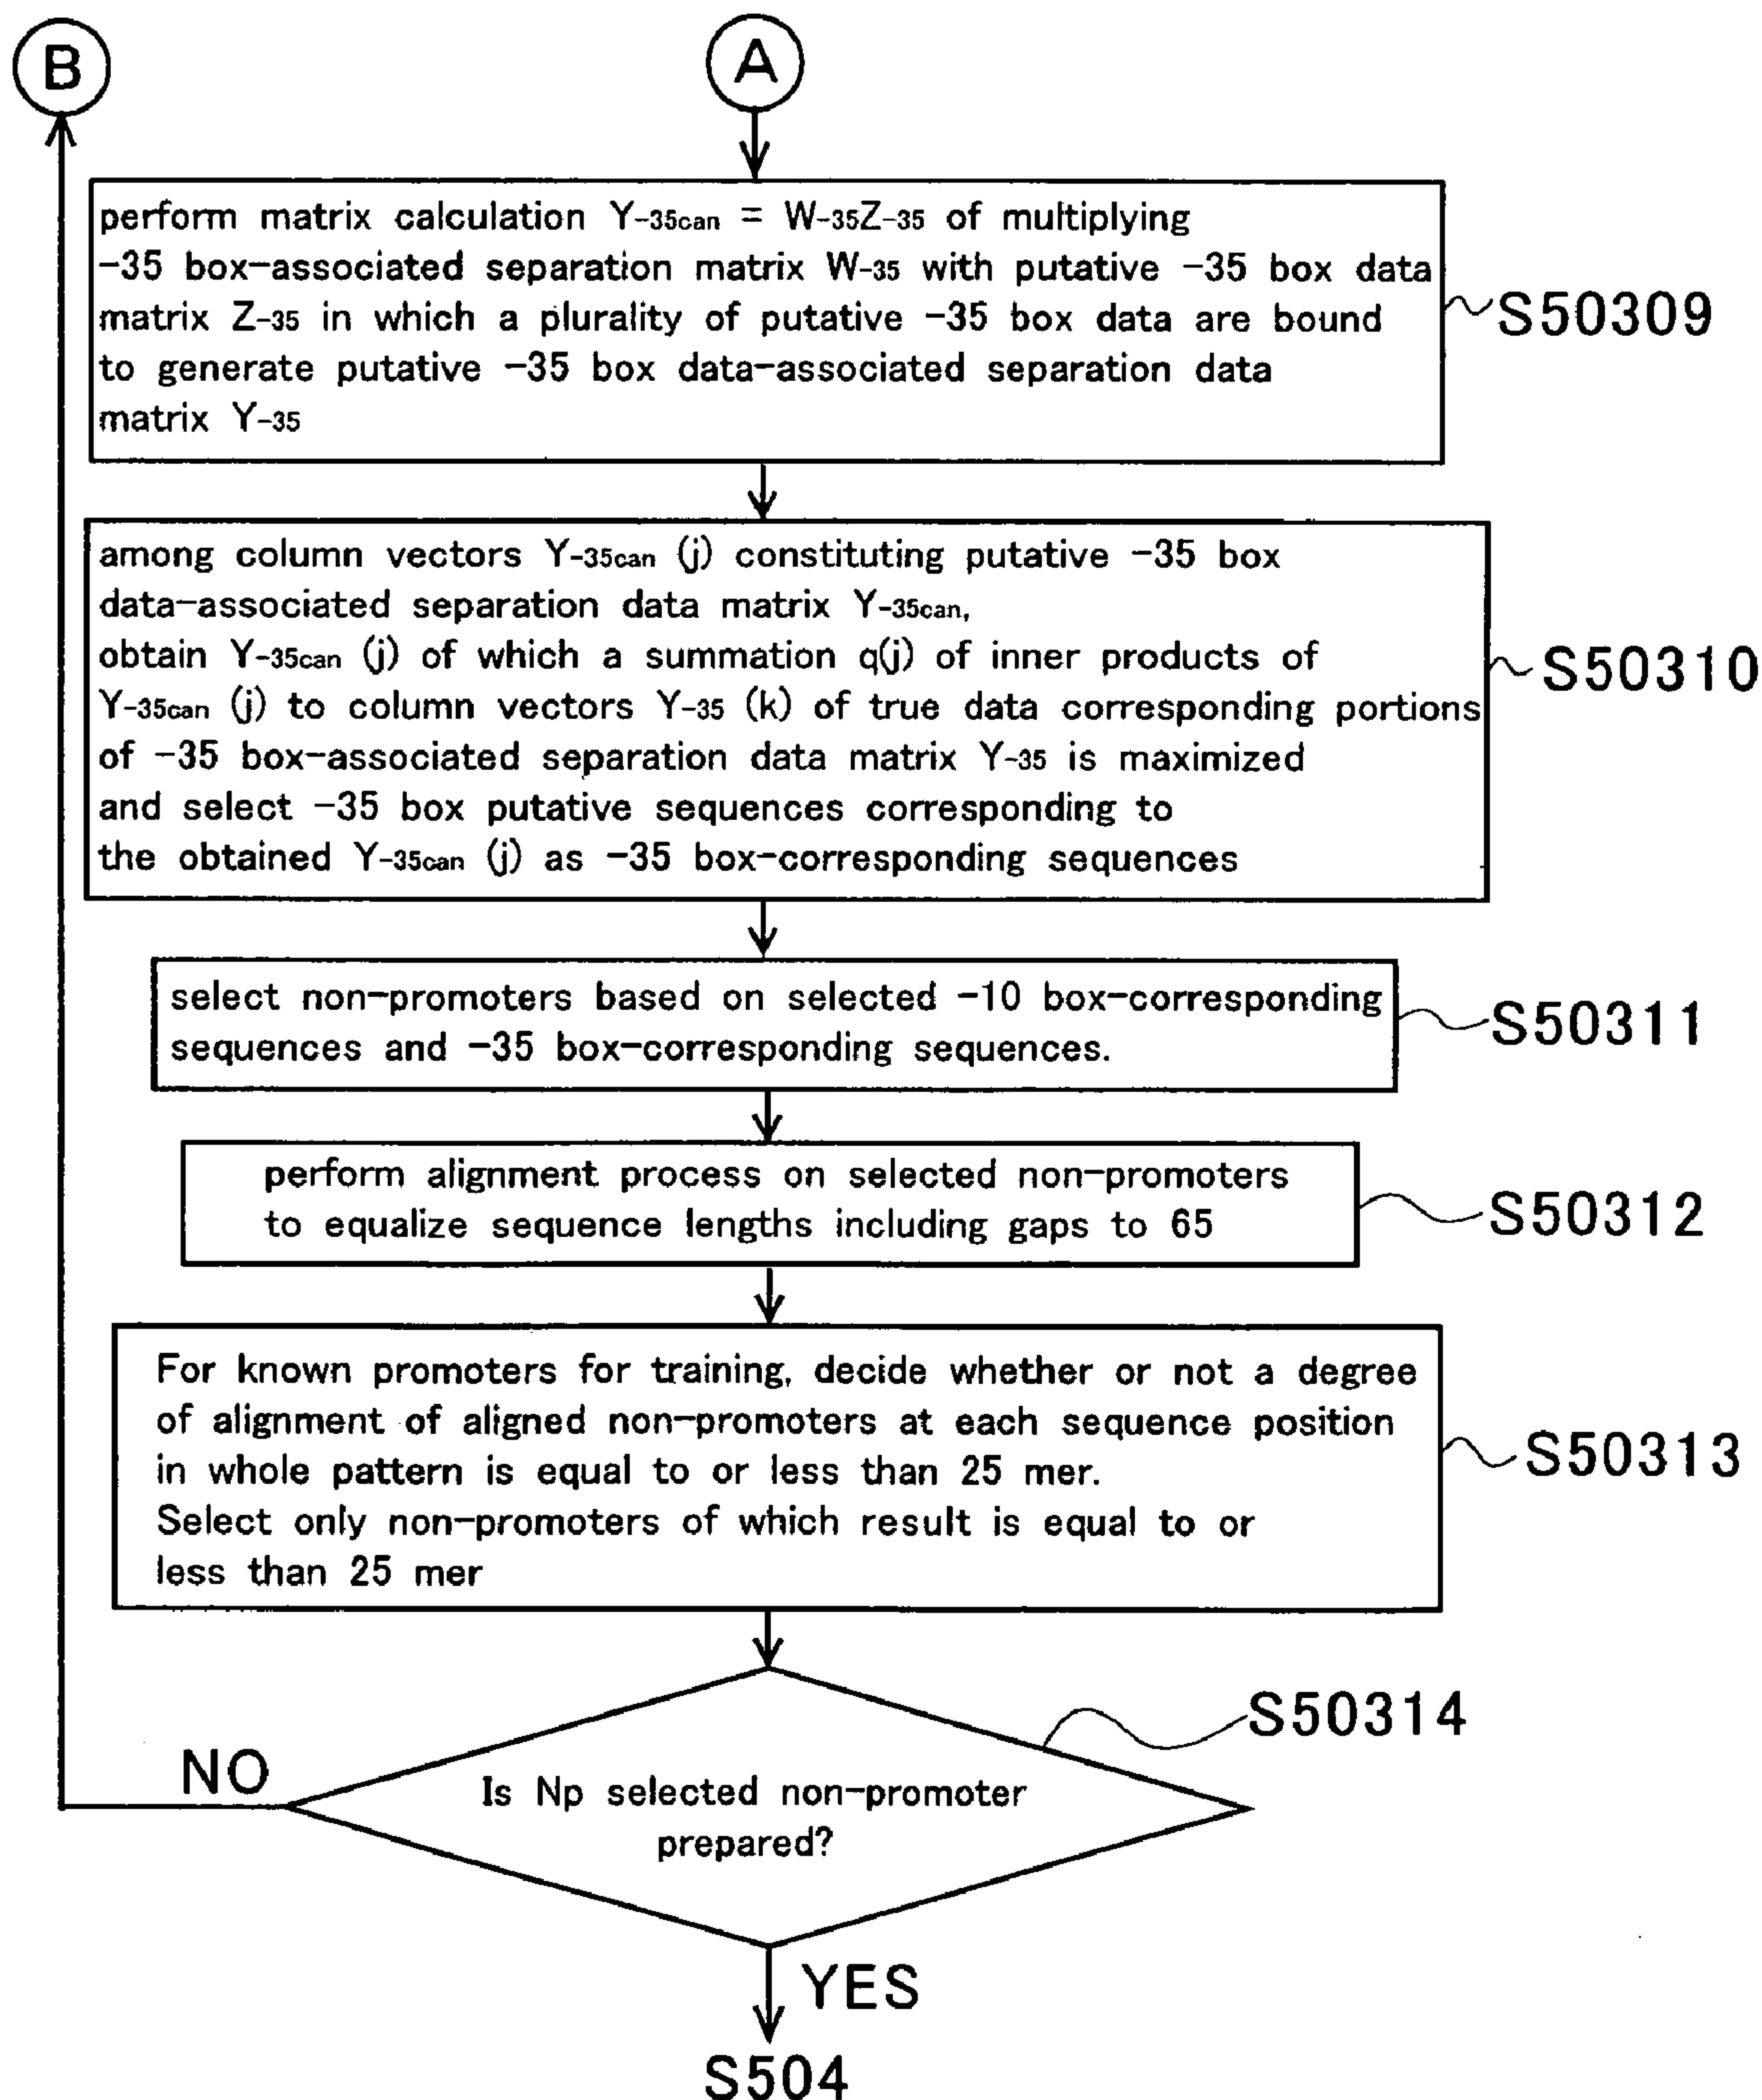 B
A
perform matrix calculation Y-35can = W-35Z-35 of multiplying
-35 box-associated separation matrix W-35 with putative -35 box data
matrix Z-35 in which a plurality of putative -35 box data are bound
to generate putative -35 box data-associated separation data
matrix Y-35
S50309
among column vectors Y-35can (j) constituting putative -35 box
data-associated separation data matrix Y-35can,
obtain Y-35can (j) of which a summation q(j) of inner products of
Y-35can (j) to column vectors Y-35 (k) of true data corresponding portions
of -35 box-associated separation data matrix Y-35 is maximized
and select -35 box putative sequences corresponding to
the obtained Y-35can (j) as -35 box-corresponding sequences
S50310
select non-promoters based on selected -10 box-corresponding
sequences and -35 box-corresponding sequences.
S50311
perform alignment process on selected non-promoters
to equalize sequence lengths including gaps to 65
S50312
For known promoters for training, decide whether or not a degree
of alignment of aligned non-promoters at each sequence position
in whole pattern is equal to or less than 25 mer.
Select only non-promoters of which result is equal to or
less than 25 mer
S50313
S50314
NO
Is Np selected non-promoter
prepared?
YES
S504